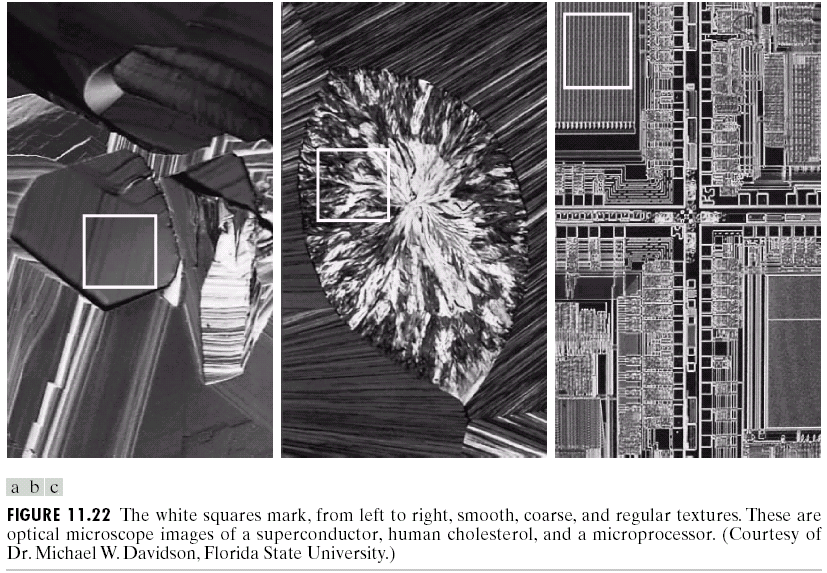 a b c
FIGURE 11.22 The white squares mark, from left to right, smooth, coarse, and regular textures. These are
optical microscope images of a superconductor, human cholesterol, and a microprocessor. (Courtesy of
Dr. Michael W. Davidson, Florida State University.)